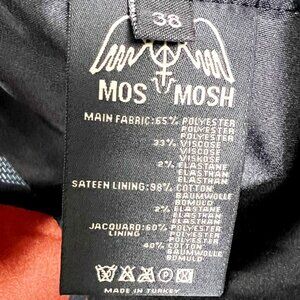 38
MOS MOSH
MAIN FABRIC: 65% POLYESTER
POLYESTER
POLYESTER
33% VISCOSE
VISCOSE
VISKOSE
2% ELASTANE
ELASTHAN
ELASTHAN
SATEEN LINING: 98% COTTON
BAUMWOLLE
BOMULD
2% ELASTANE
ELASTHAN
ELASTHAN
JACQUARD: 60% POLYESTER
LINING POLYESTER
POLYESTER
40% COTTON
BAUMWOLLE
BOMULD
MADE IN TURKEY